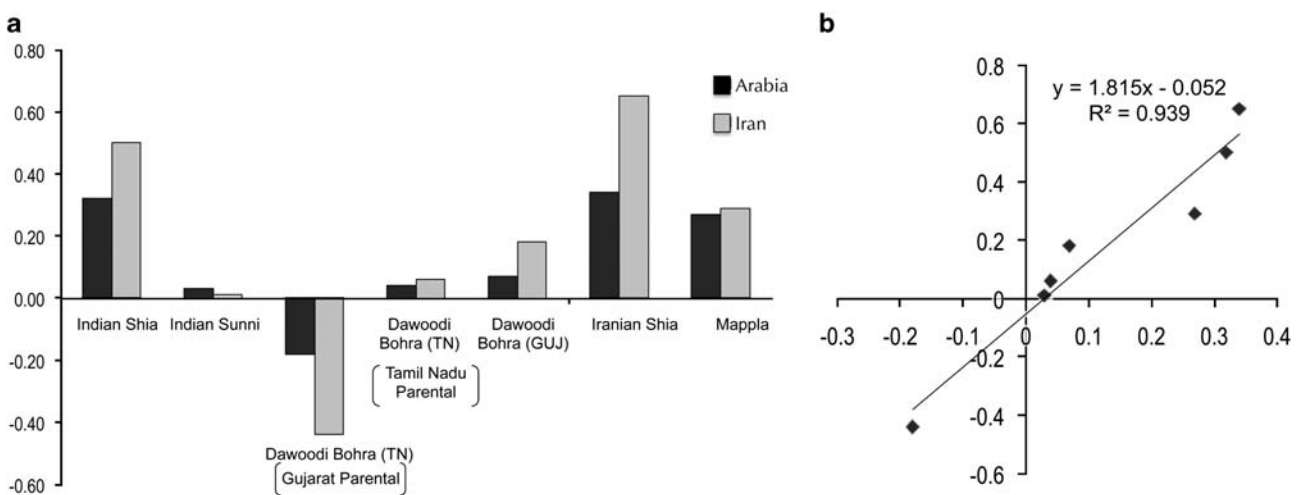 a
0.80
0.60
0.40
0.20
0.00
-0.20
-0.40
-0.60
Arabia
Iran
Indian Shia
Indian Sunni
Dawoodi Bohra (TN)
Gujarat Parental
Dawoodi
Bohra (TN)
Tamil Nadu
Parental
Dawoodi
Bohra (GUJ)
Iranian Shia
Mappla
b
0.8
0.6
0.4
0.2
0
-0.2
-0.4
-0.6
-0.3
-0.2
-0.1
0
0.1
0.2
0.3
0.4
y = 1.815x - 0.052
R² = 0.939